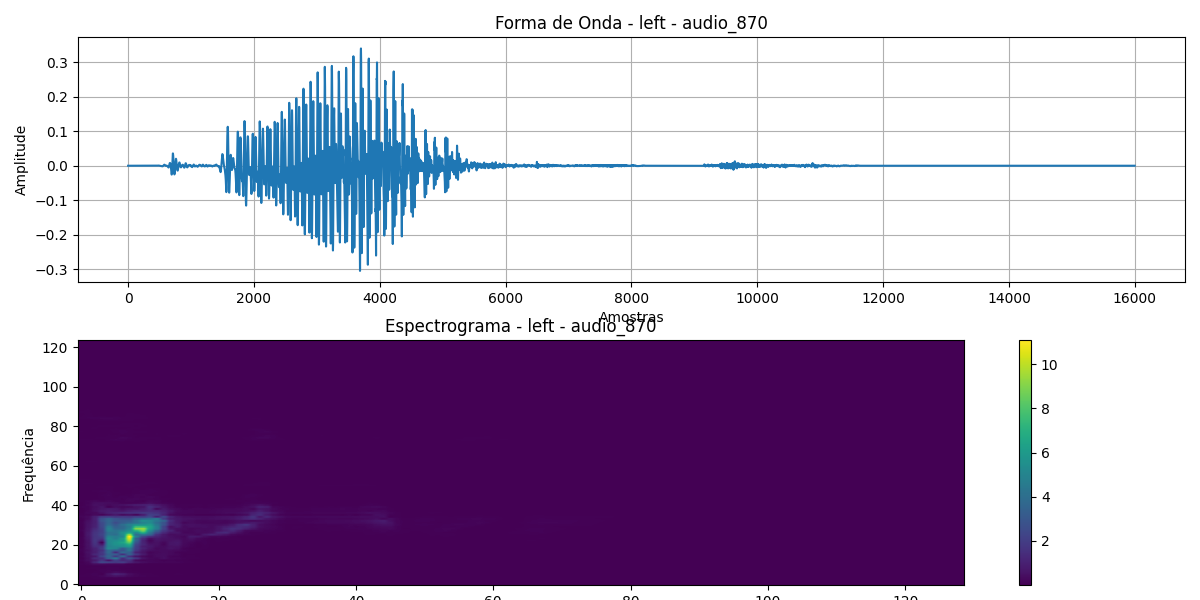 Forma de Onda - left - audio_870
Amplitude
0.3
0.2
0.1
0.0
−0.1
−0.2
−0.3
0 2000 4000 6000 8000 10000 12000 14000 16000
Amostras
Espectrograma - left - audio_870
Frequência
120
100
80
60
40
20
0
0 20 40 60 80 100 120
10
8
6
4
2